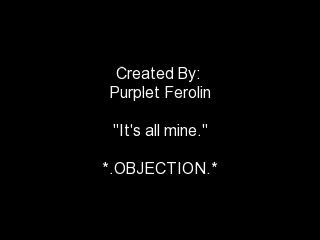 Created By:
Purplet Ferolin
"It's all mine."
*.OBJECTION.*